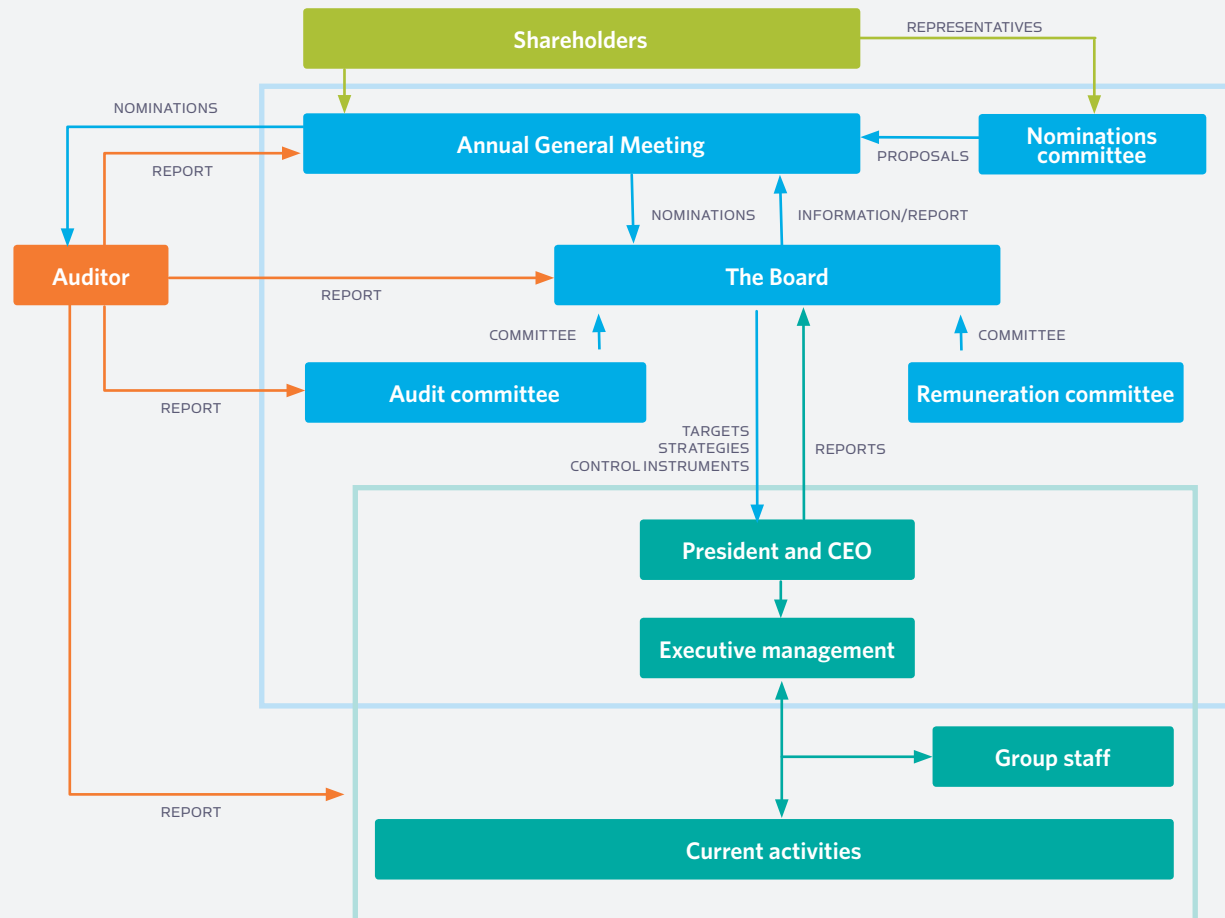 REPRESENTATIVES
Shareholders
NOMINATIONS
Annual General Meeting
Nominations
committee
PROPOSALS
REPORT
NOMINATIONS
INFORMATION/REPORT
Auditor
The Board
REPORT
COMMITTEE
COMMITTEE
Audit committee
Remuneration committee
REPORT
TARGETS
STRATEGIES
CONTROL INSTRUMENTS
REPORTS
President and CEO
Executive management
Group staff
REPORT
Current activities